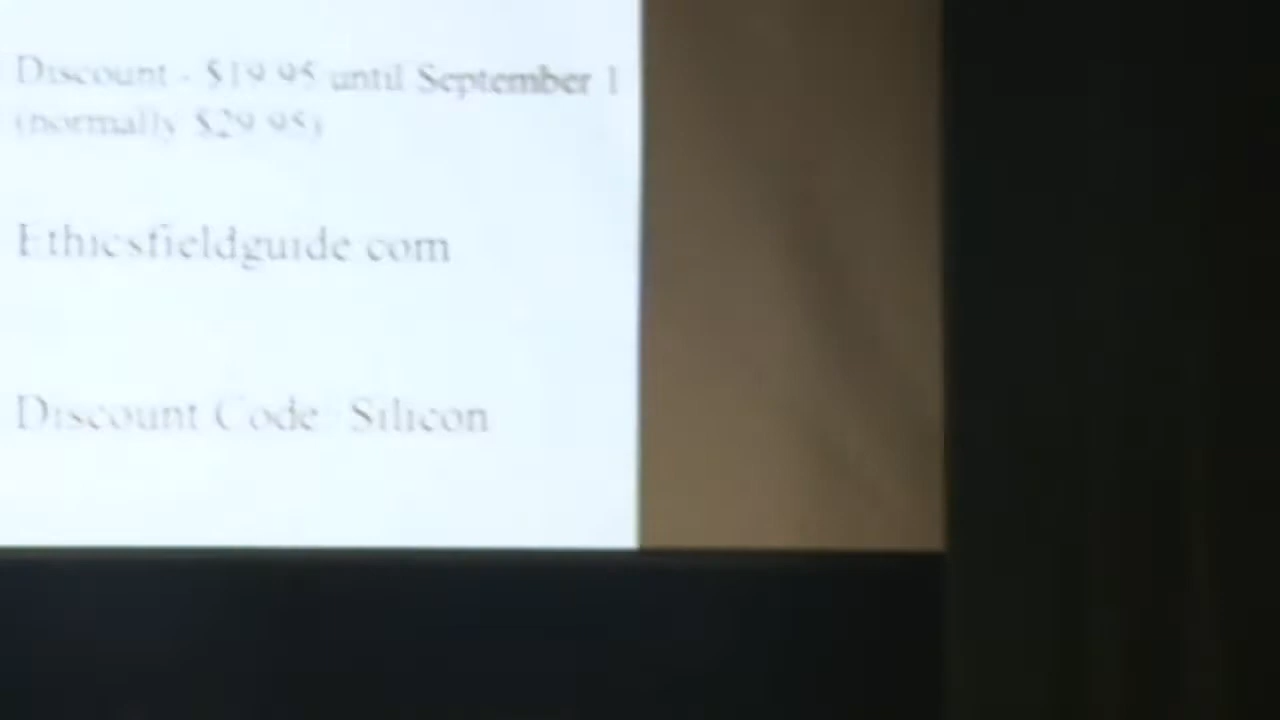 Discount - $19.95 until September 1
(normally $29.95)
Ethicsfieldguide.com
Discount Code: Silicon